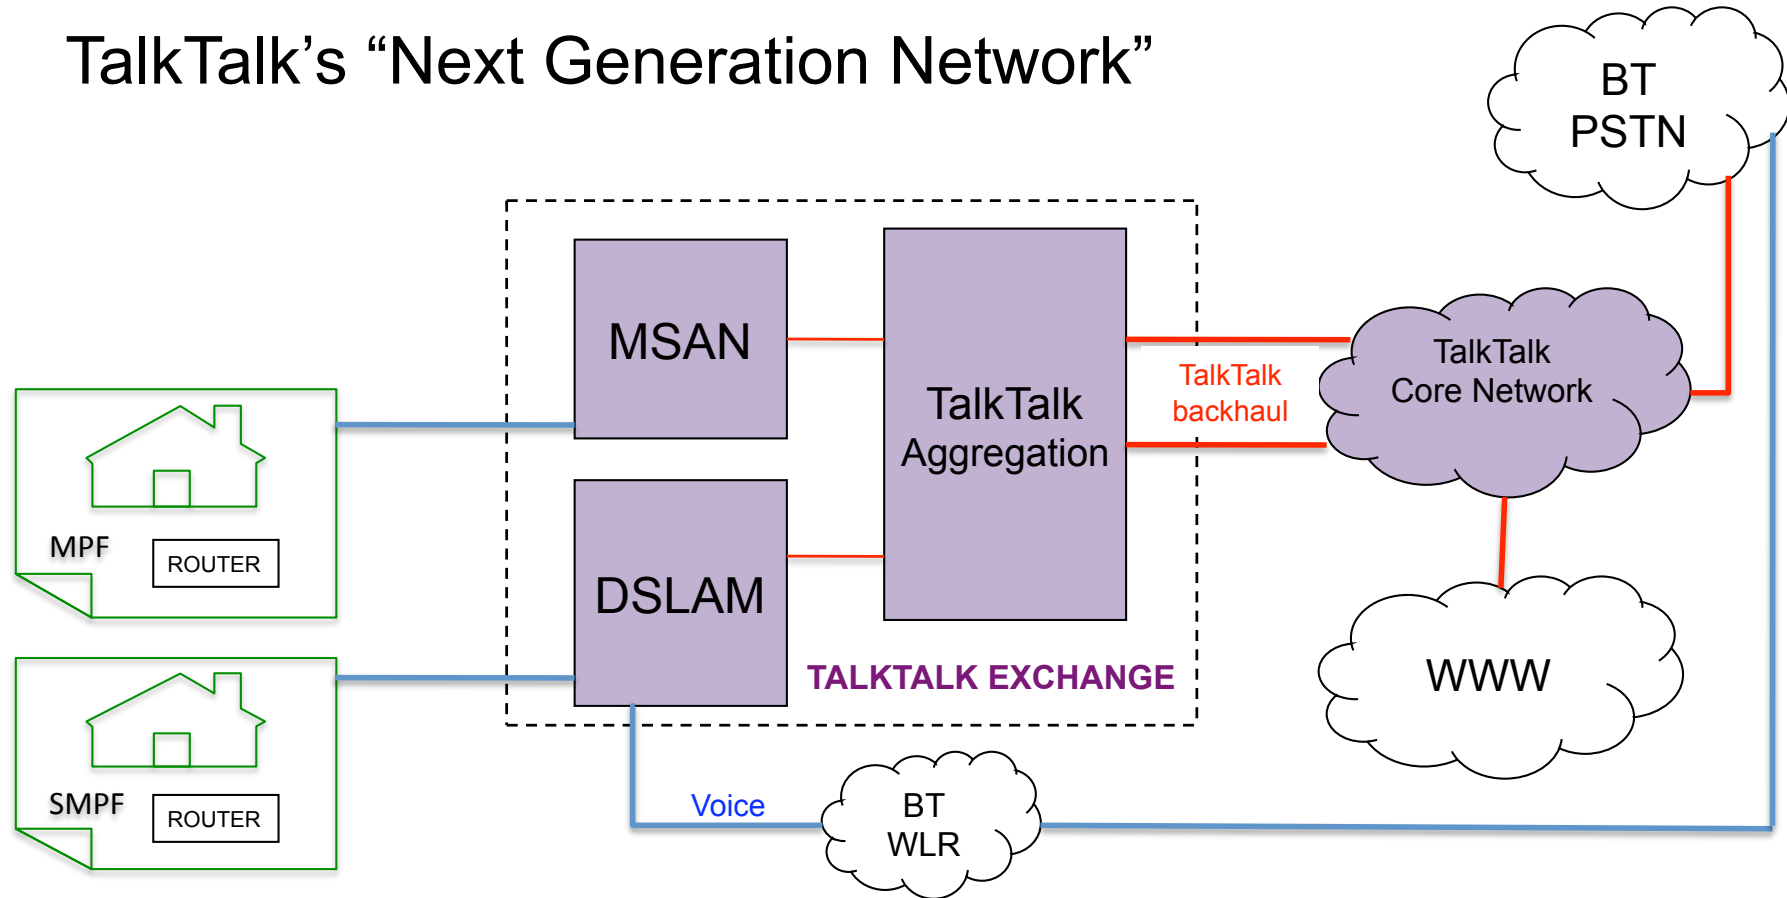 TalkTalk’s “Next Generation Network”
BT
PSTN
MSAN
TalkTalk
Aggregation
TalkTalk
backhaul
TalkTalk
Core Network
MPF
ROUTER
DSLAM
TALKTALK EXCHANGE
WWW
SMPF
ROUTER
Voice
BT
WLR